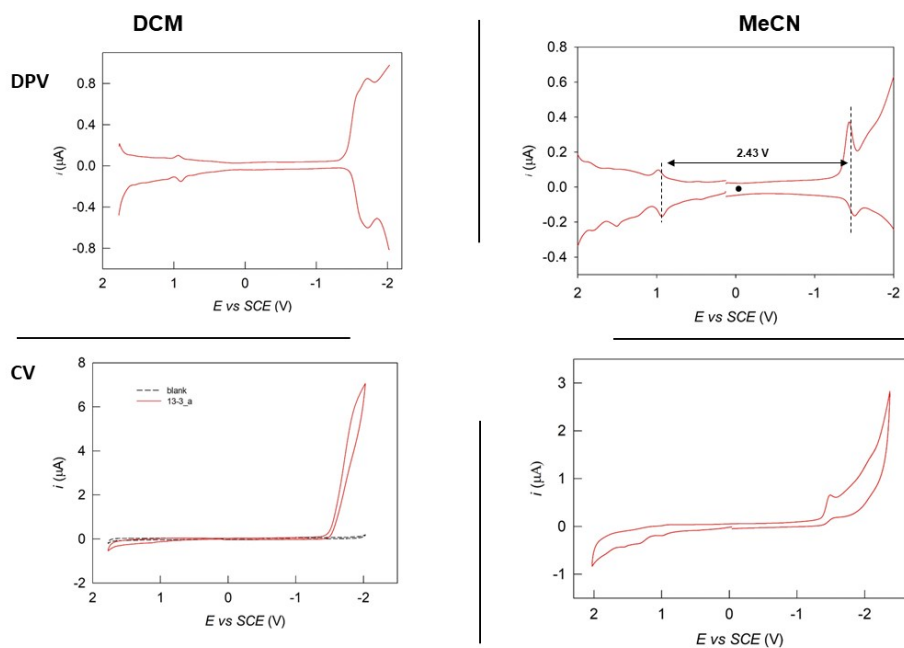 DCM
MeCN
DPV
0.8
0.4
0.0
-0.4
-0.8
i (µA)
2
1
0
-1
-2
E vs SCE (V)
0.8
0.6
0.4
0.2
0.0
-0.2
-0.4
i (µA)
2.43 V
2
1
0
-1
-2
E vs SCE (V)
CV
8
6
4
2
0
-2
i (µA)
blank
13-3_a
2
1
0
-1
-2
E vs SCE (V)
3
2
1
0
-1
i (µA)
2
1
0
-1
-2
E vs SCE (V)